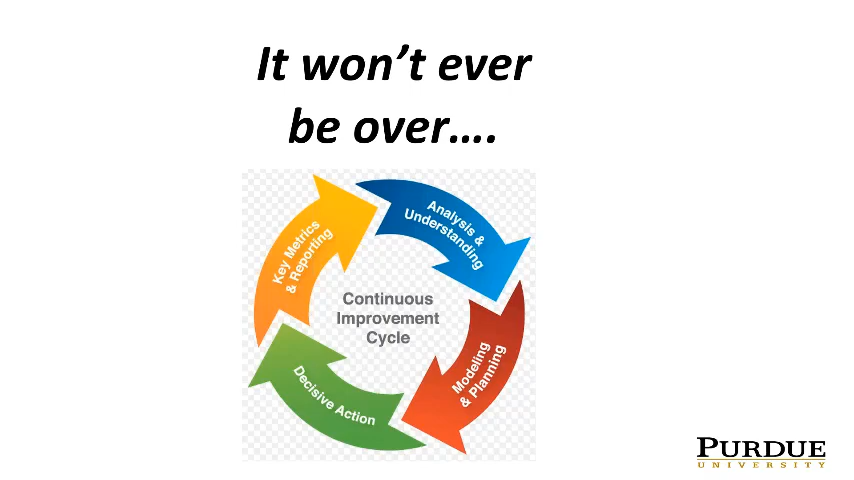 It won’t ever
be over….
Analysis &
Understanding
Modeling
& Planning
Decisive Action
Key Metrics
& Reporting
Continuous
Improvement
Cycle
PURDUE
UNIVERSITY